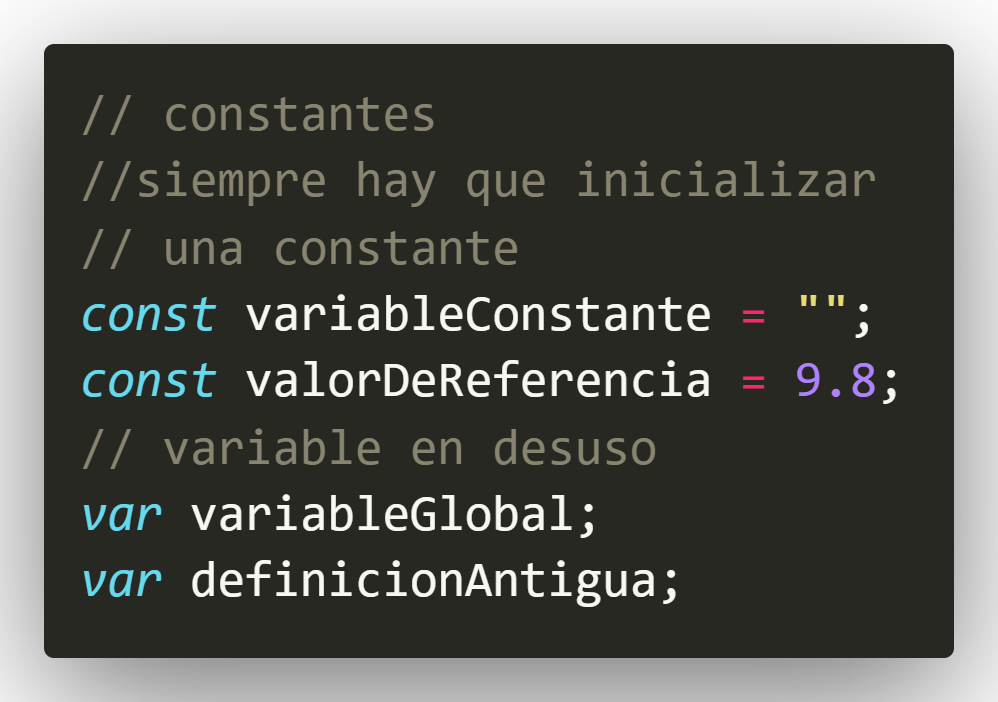 // constantes
//siempre hay que inicializar
// una constante
const variableConstante = "";
const valorDeReferencia = 9.8;
// variable en desuso
var variableGlobal;
var definicionAntigua;